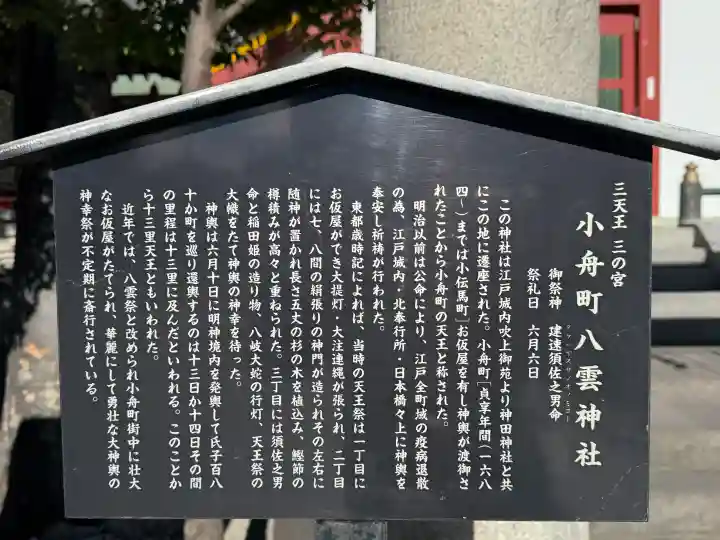 三天王 三の宮
小舟町八雲神社
御祭神 建速須佐之男命
タケハヤスサノオノミコト
祭礼日 六月六日
この神社は江戸城内吹上御苑より神田神社と共
にこの地に遷座された。小舟町[貞享年間(一六八
四〜)までは小伝馬町]お仮屋を有し神輿が渡御さ
れたことから小舟町の天王と称された。
明治以前は公命により、江戸全町域の疫病退散
の為、江戸城内・北奉行所・日本橋々上に神輿を
奉安し祈祷が行われた。
東都歳時記によれば、当時の天王祭は一丁目に
お仮屋ができ大提灯・大注連縄が張られ、二丁目
には七、八間の絹張りの神門が造られその左右に
随神が置かれ長さ五丈の杉の木を植込み、鰹節の
樽積みが高々と重ねられた。三丁目には須佐之男
命と稲田姫の造り物、八岐大蛇の行灯、天王祭の
大幟をたて神輿の神幸を待った。
神輿は六月十日に明神境内を発輿して氏子百八
十か町を巡り還輿するのは十三日か十四日その間
の里程は十三里に及んだといわれる。このことか
ら十三里天王ともいわれた。
近年では、八雲祭と改められ小舟町街中に壮大
なお仮屋がたてられ、華麗にして勇壮な大神輿の
神幸祭が不定期に斎行されている。